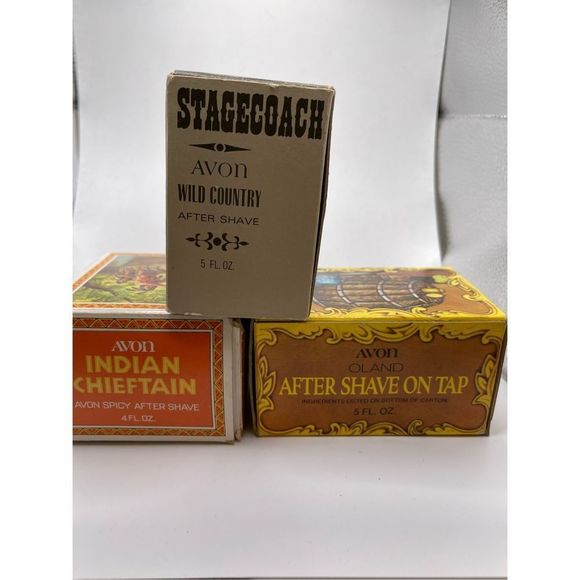 STAGECOACH
AVON
WILD COUNTRY
AFTER SHAVE
5 FL. OZ.
AVON
INDIAN
CHIEFTAIN
AVON SPICY AFTER SHAVE
4 FL. OZ.
AVON
ÖLAND
AFTER SHAVE ON TAP
INGREDIENTS LISTED ON BOTTOM OF CARTON.
5 FL. OZ.